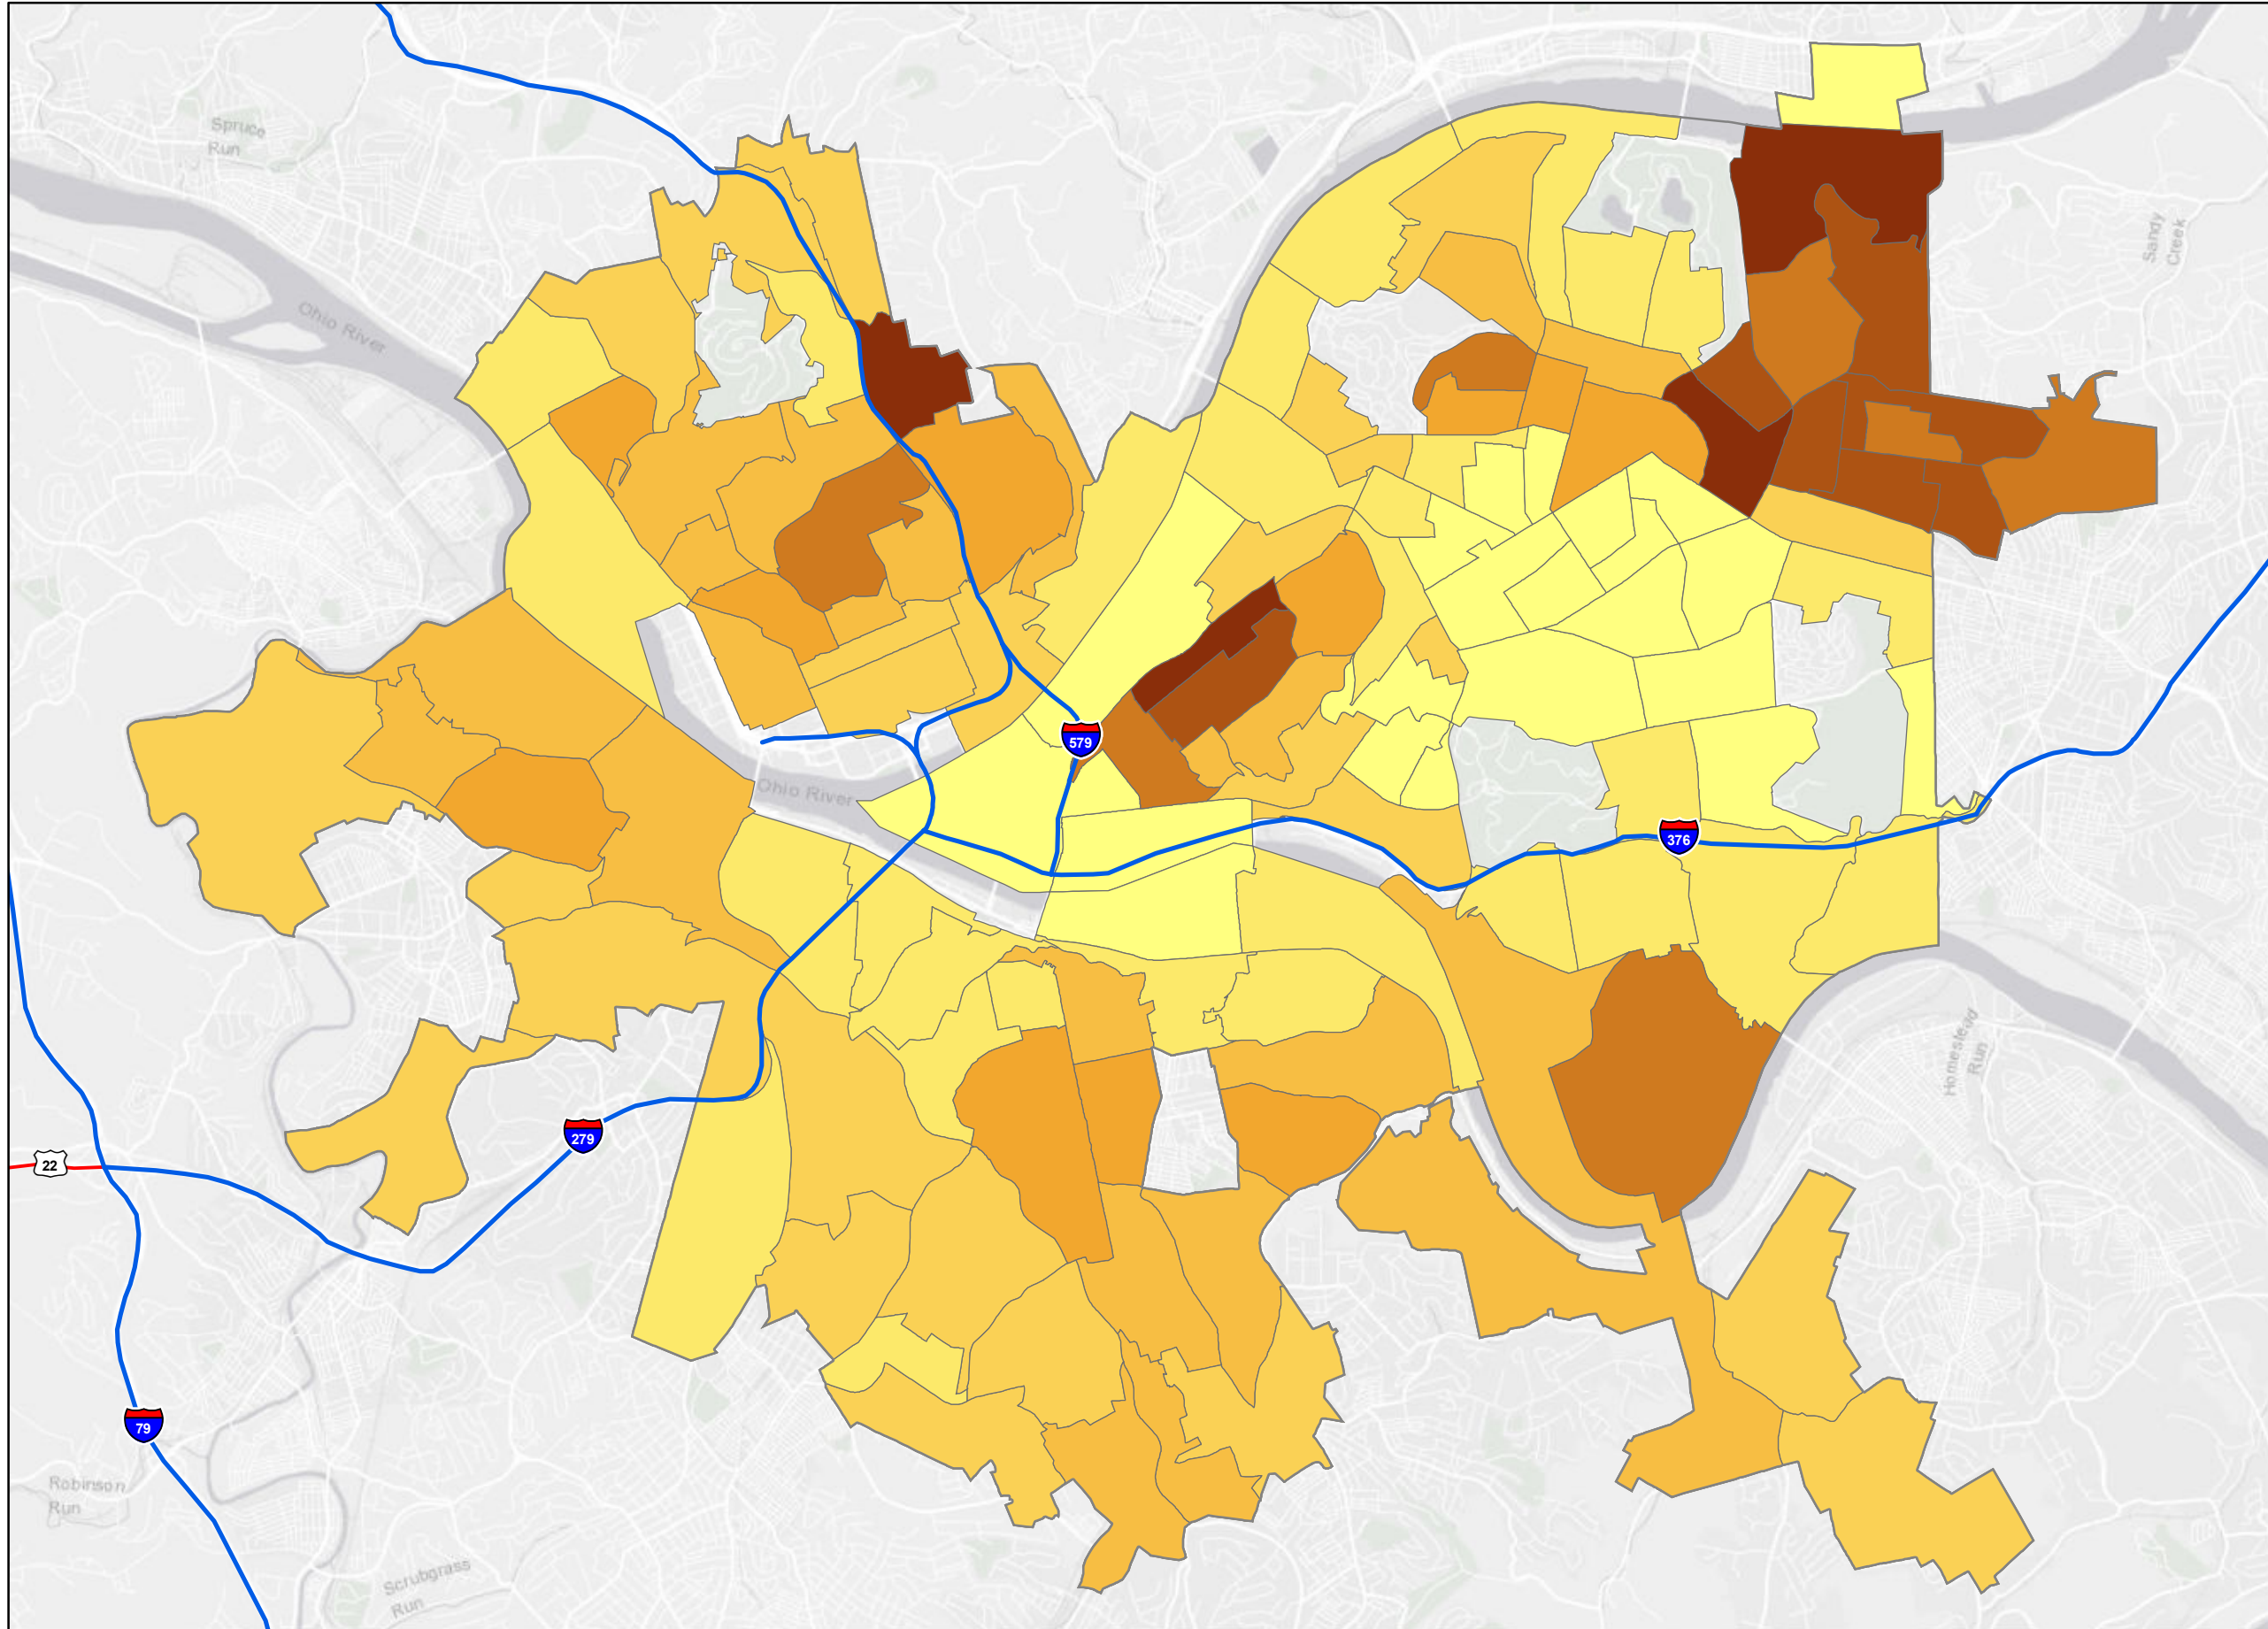 Spruce
Run
Ohio River
Sandy
Creek
579
Ohio River
376
Homestead
Run
279
22
79
Robinson
Run
Scrubgrass
Run